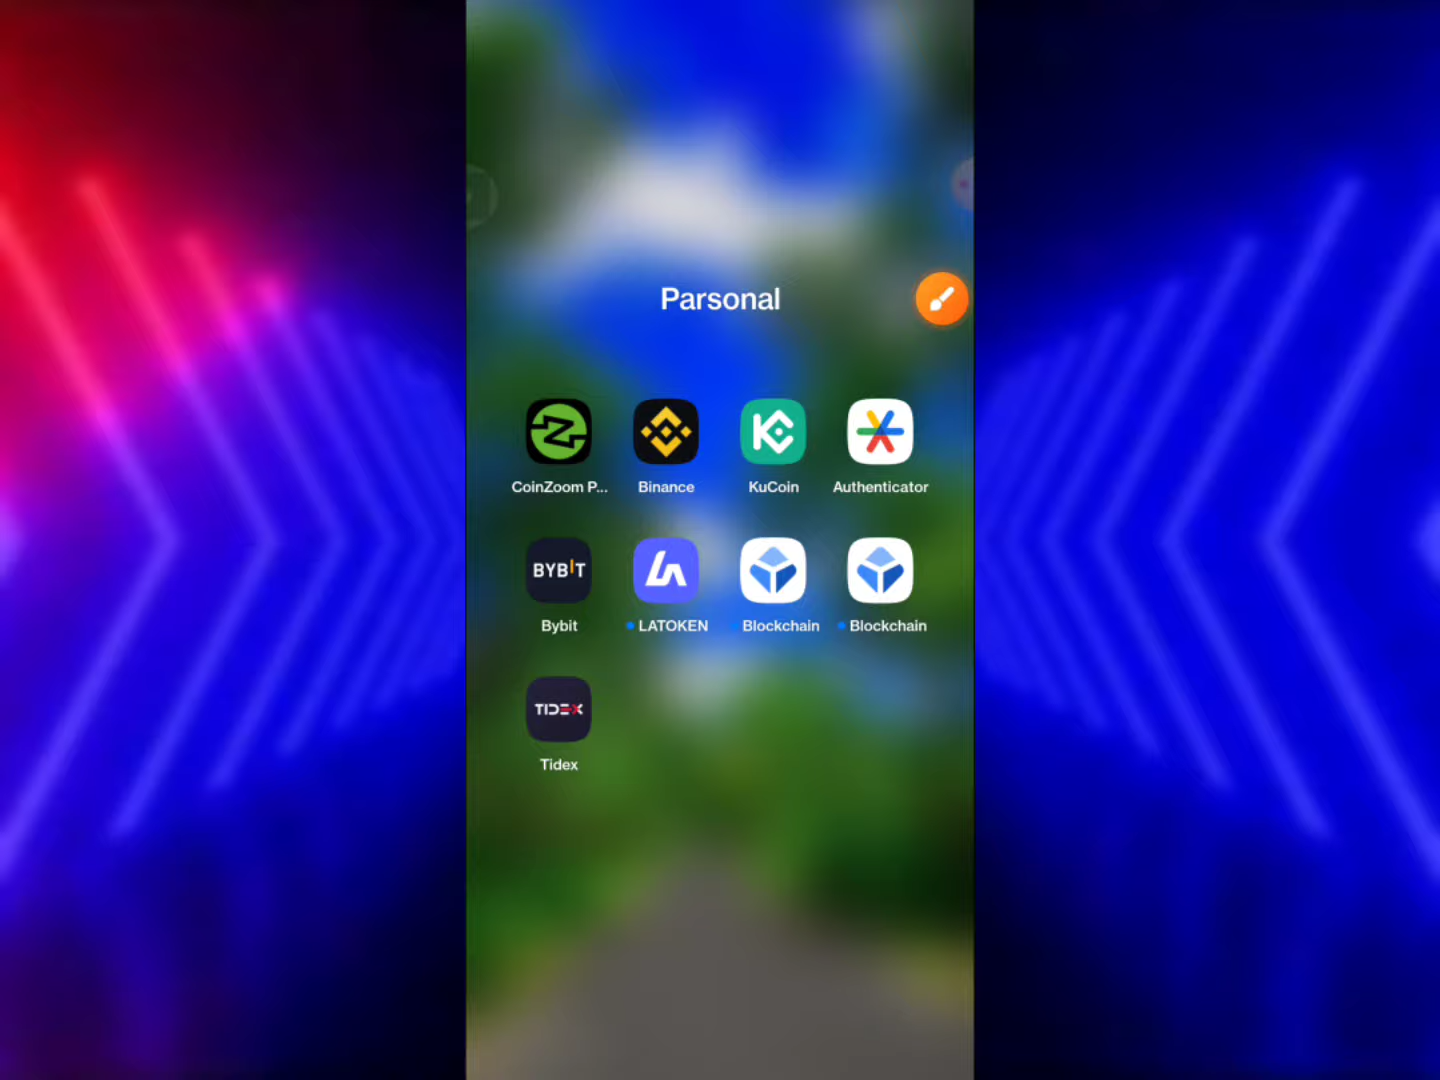 Parsonal
CoinZoom P...
Binance
KuCoin
Authenticator
BYBIT
Bybit
LATOKEN
Blockchain
Blockchain
TIDEX
Tidex